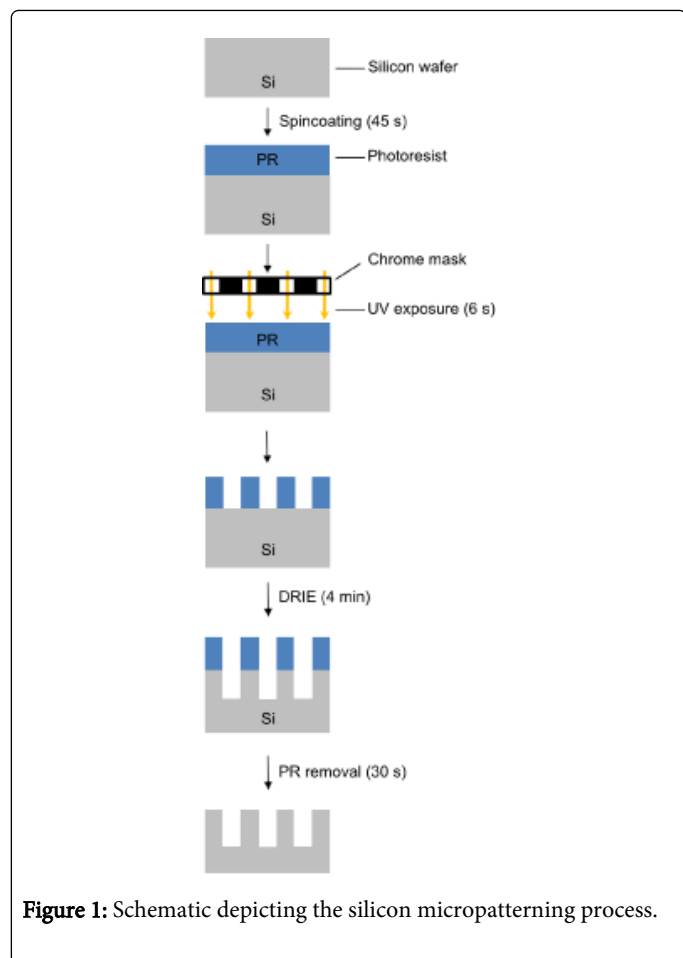 Si
Silicon wafer
Spincoating (45 s)
PR
Photoresist
Si
Chrome mask
UV exposure (6 s)
PR
Si
Si
DRIE (4 min)
Si
PR removal (30 s)
Figure 1: Schematic depicting the silicon micropatterning process.